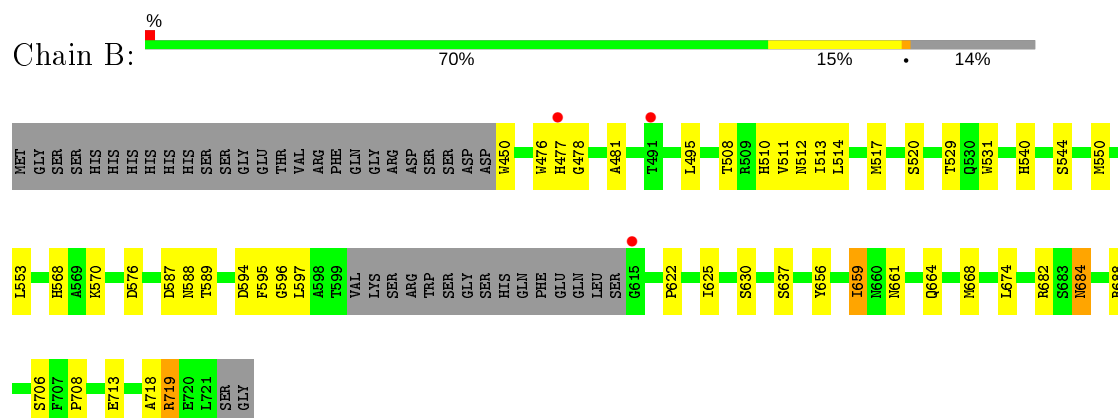 %
Chain B:
70% 15% • 14%
MET GLY SER SER HIS HIS HIS HIS HIS HIS SER SER GLY GLU THR VAL ARG PHE GLN GLY ARG ASP SER SER ASP ASP W450 W476 H477 G478 A481 T491 L495 T508 R509 H510 V511 N512 I513 L514 M517 S520 T529 Q530 W531 H540 S544 M550
L553 H568 A569 K570 D576 D587 N588 T589 D594 F595 G596 L597 A598 T599 VAL LYS SER ARG TRP SER GLY SER HIS GLN PHE GLU GLN LEU SER G615 P622 I625 S630 S637 Y656 I659 N660 N661 Q664 M668 L674 R682 S683 N684
S706 F707 P708 E713 A718 R719 E720 L721 SER GLY